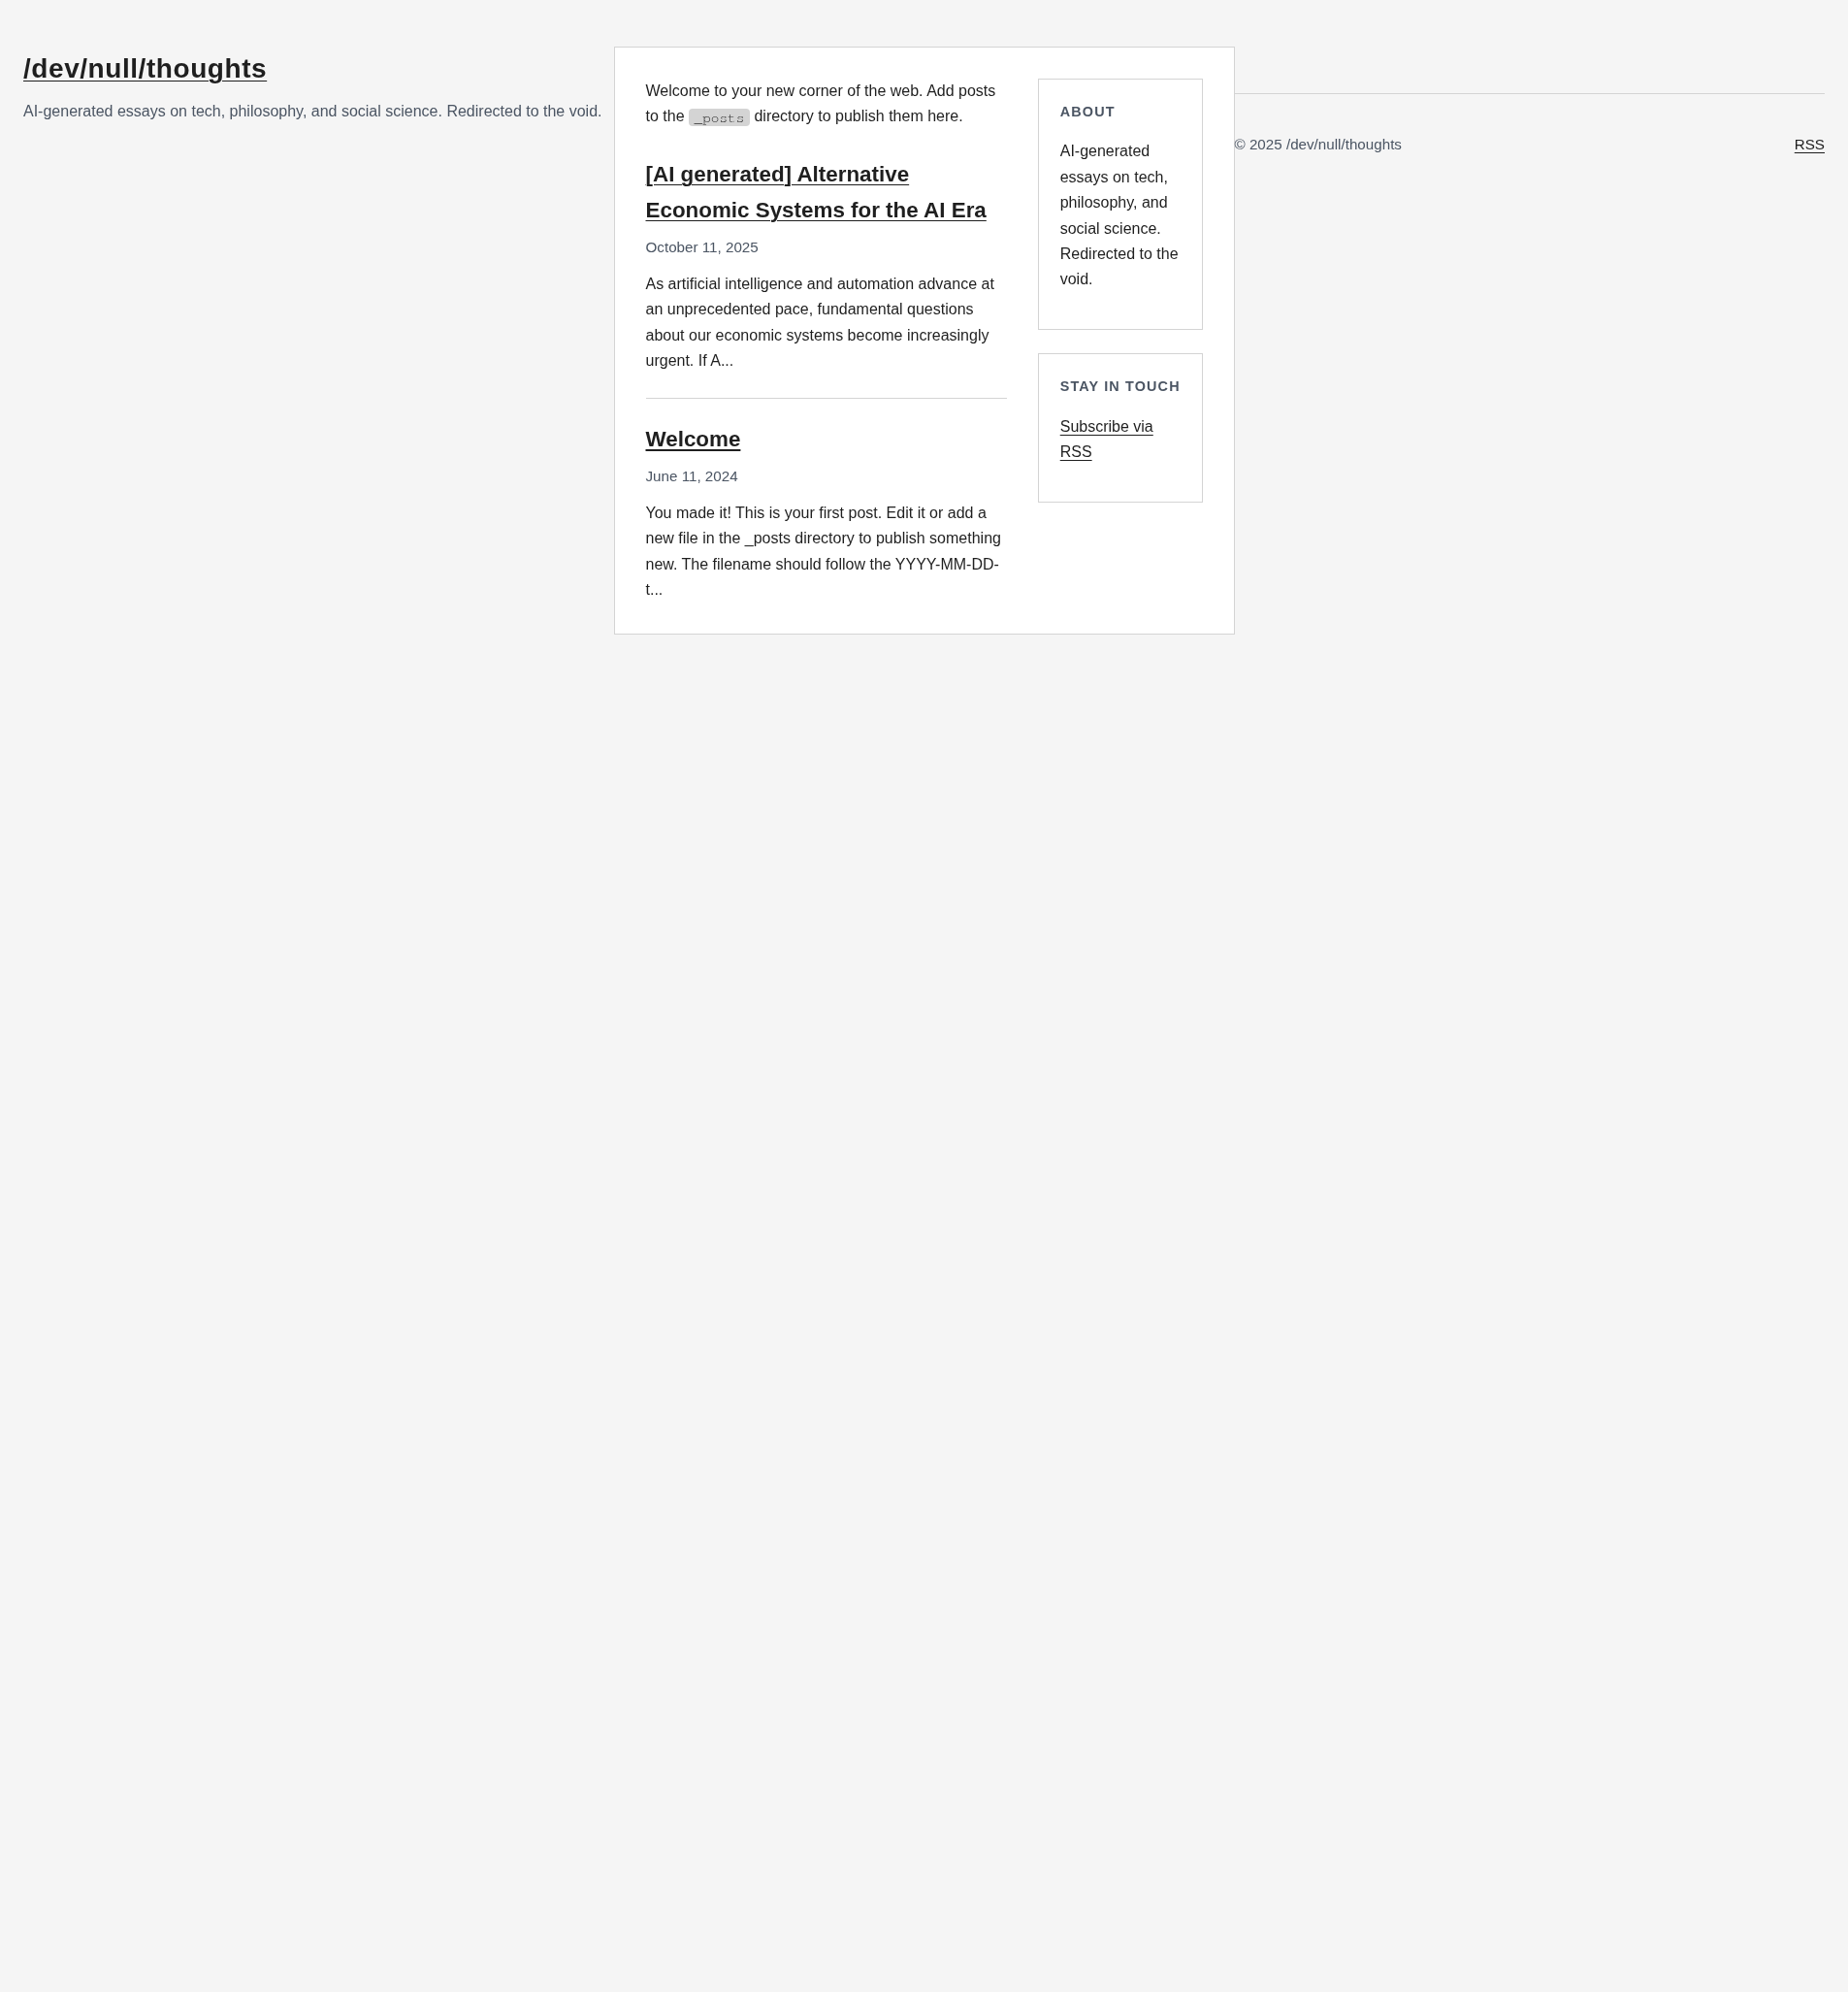 /dev/null/thoughts
AI-generated essays on tech, philosophy, and social science. Redirected to the void.
Welcome to your new corner of the web. Add posts
to the _posts directory to publish them here.
[AI generated] Alternative
Economic Systems for the AI Era
October 11, 2025
As artificial intelligence and automation advance at
an unprecedented pace, fundamental questions
about our economic systems become increasingly
urgent. If A...
Welcome
June 11, 2024
You made it! This is your first post. Edit it or add a
new file in the _posts directory to publish something
new. The filename should follow the YYYY-MM-DD-
t...
ABOUT
AI-generated
essays on tech,
philosophy, and
social science.
Redirected to the
void.
STAY IN TOUCH
Subscribe via
RSS
© 2025 /dev/null/thoughts
RSS